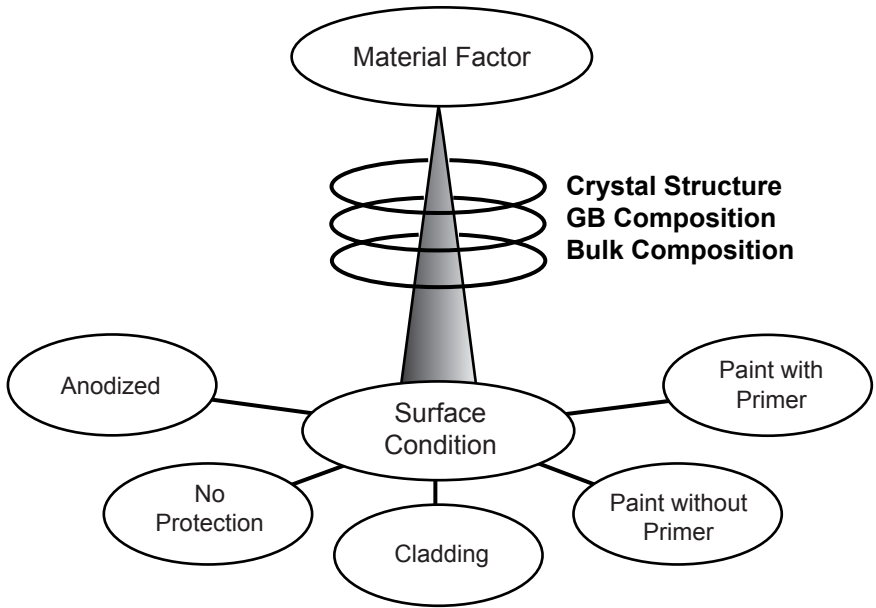 Material Factor
Crystal Structure
GB Composition
Bulk Composition
Anodized
Surface
Condition
Paint with
Primer
No
Protection
Cladding
Paint without
Primer